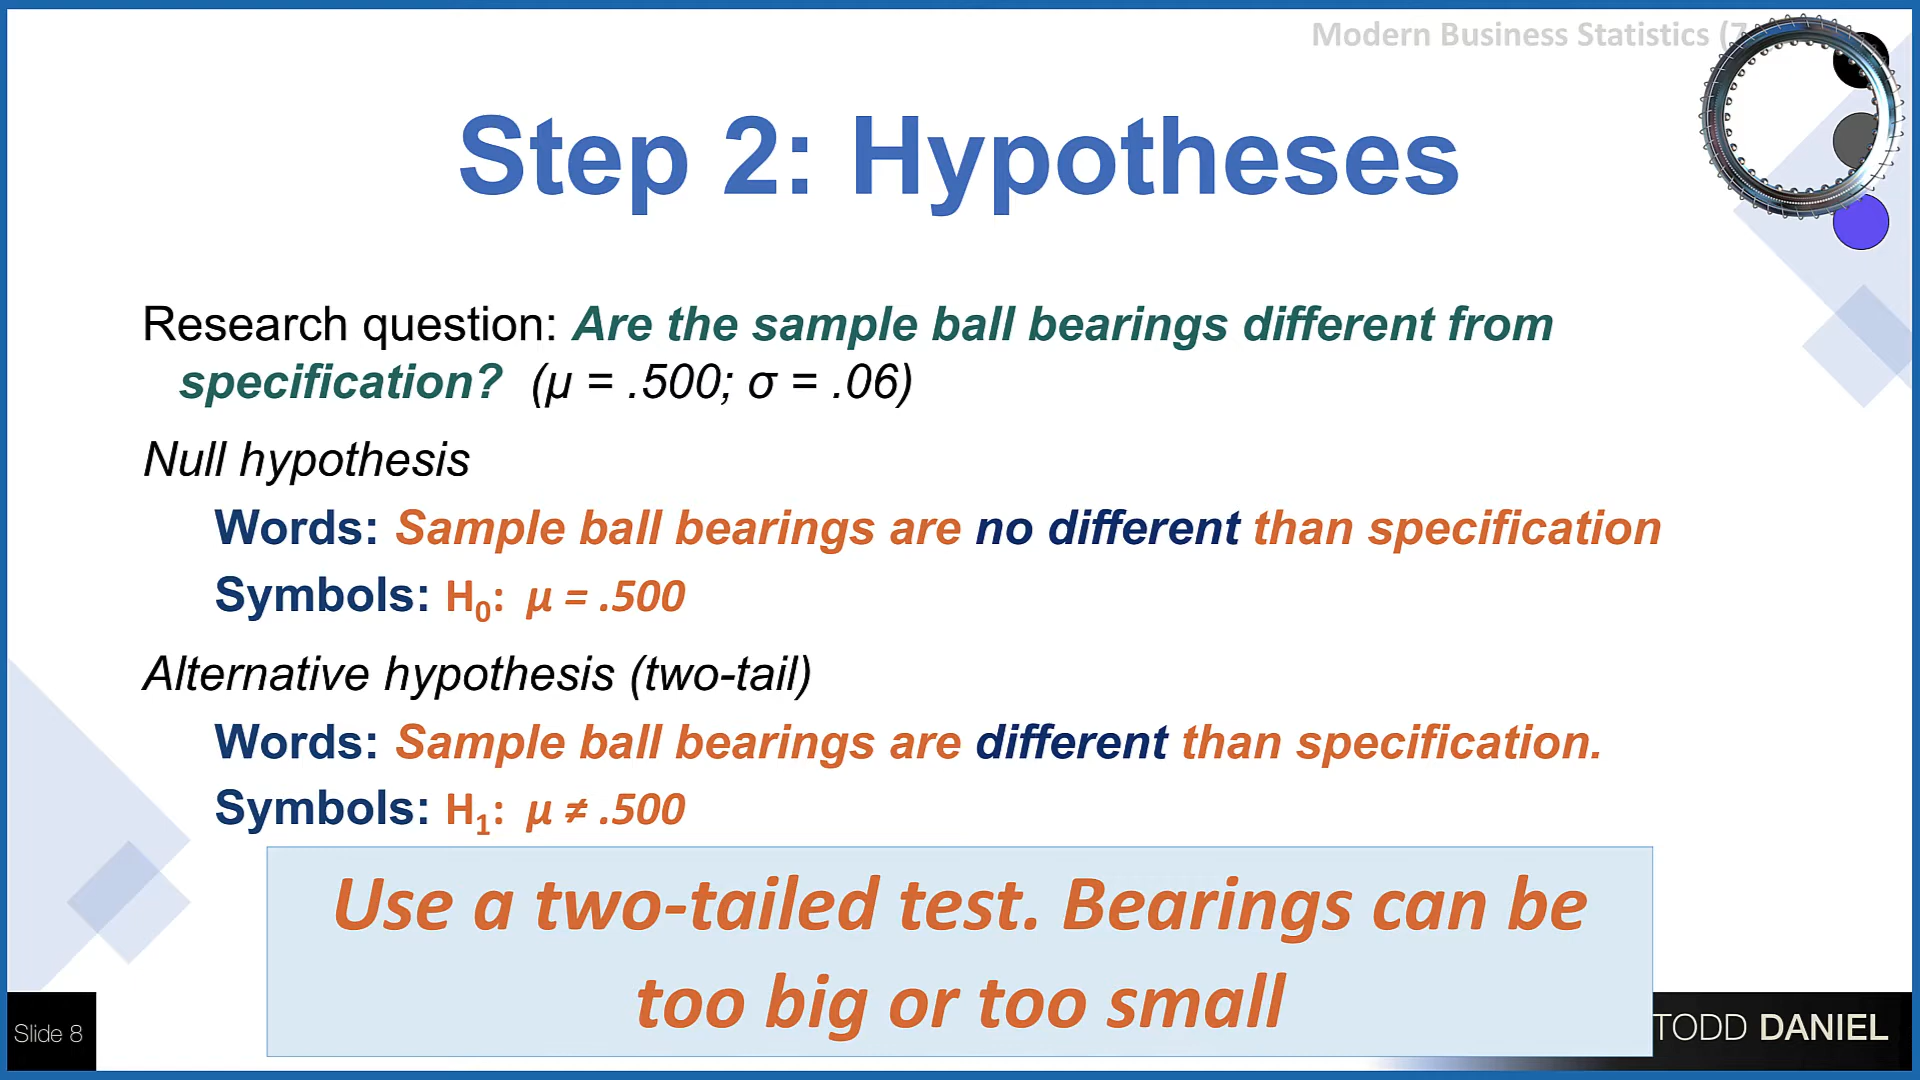 Modern Business Statistics (7
Step 2: Hypotheses
Research question: Are the sample ball bearings different from
specification? (μ = .500; σ = .06)
Null hypothesis
Words: Sample ball bearings are no different than specification
Symbols: H₀: μ = .500
Alternative hypothesis (two-tail)
Words: Sample ball bearings are different than specification.
Symbols: H₁: μ ≠ .500
Use a two-tailed test. Bearings can be
too big or too small
Slide 8
TODD DANIEL